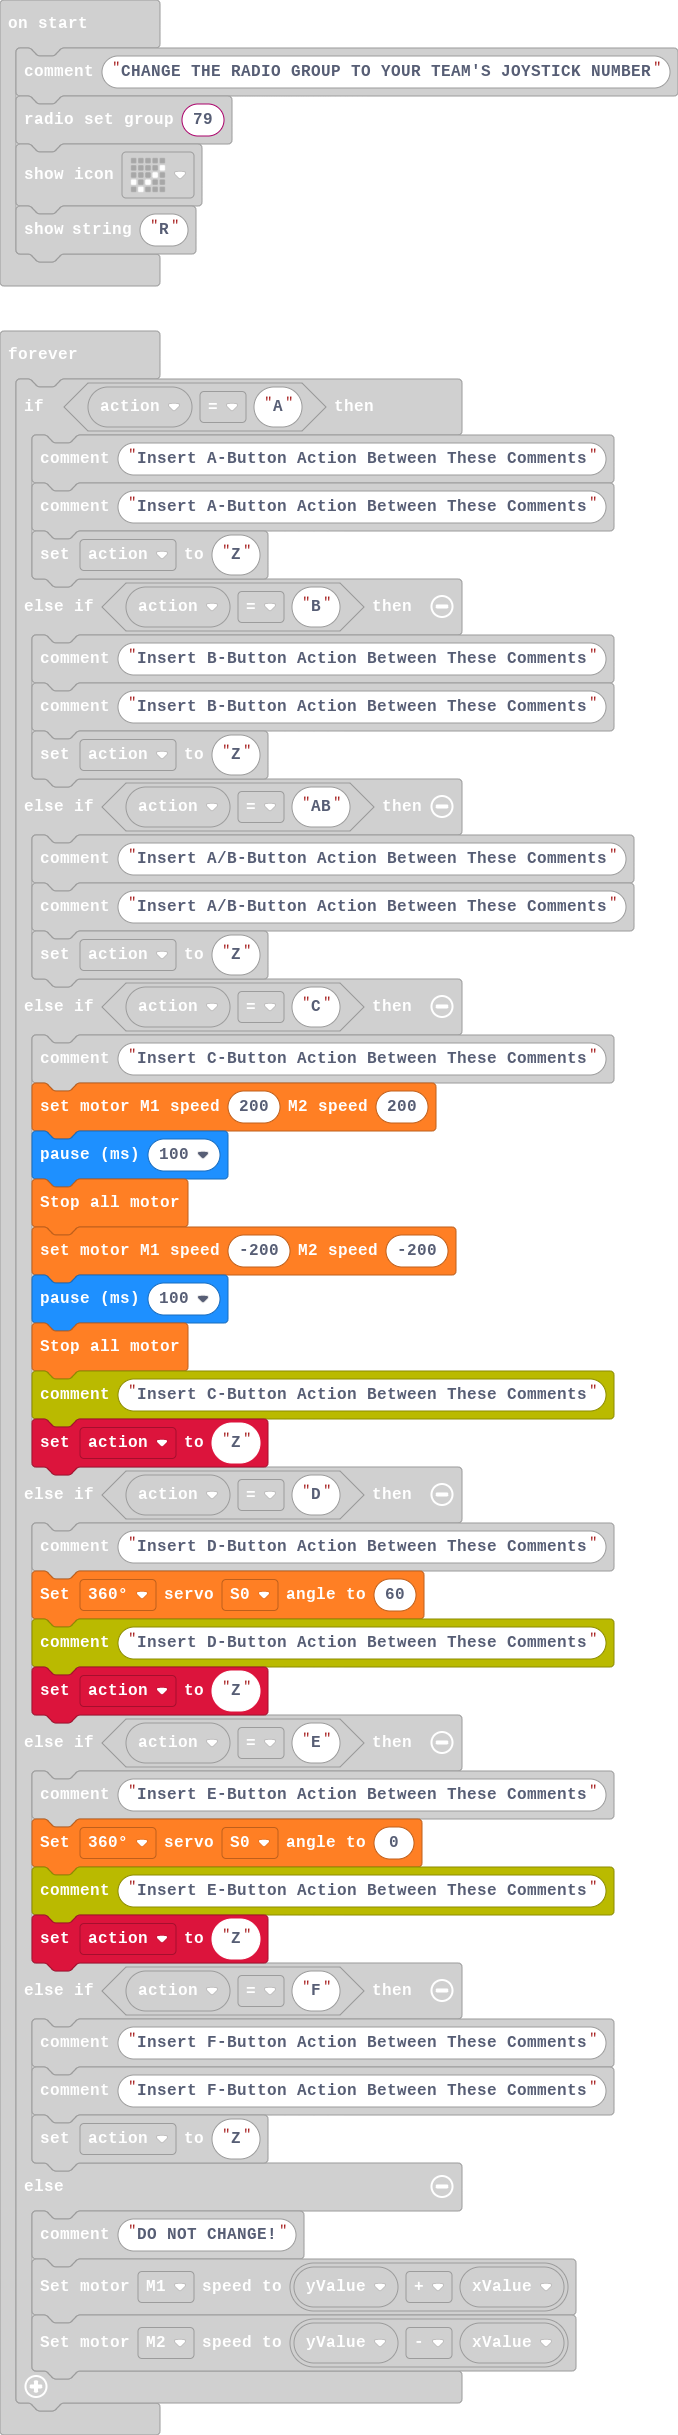 on start
comment "CHANGE THE RADIO GROUP TO YOUR TEAM'S JOYSTICK NUMBER"
radio set group 79
show icon
show string "R"
forever
if action = "A" then
comment "Insert A-Button Action Between These Comments"
comment "Insert A-Button Action Between These Comments"
set action to "Z"
else if action = "B" then
comment "Insert B-Button Action Between These Comments"
comment "Insert B-Button Action Between These Comments"
set action to "Z"
else if action = "AB" then
comment "Insert A/B-Button Action Between These Comments"
comment "Insert A/B-Button Action Between These Comments"
set action to "Z"
else if action = "C" then
comment "Insert C-Button Action Between These Comments"
set motor M1 speed 200 M2 speed 200
pause (ms) 100
Stop all motor
set motor M1 speed -200 M2 speed -200
pause (ms) 100
Stop all motor
comment "Insert C-Button Action Between These Comments"
set action to "Z"
else if action = "D" then
comment "Insert D-Button Action Between These Comments"
Set 360° servo S0 angle to 60
comment "Insert D-Button Action Between These Comments"
set action to "Z"
else if action = "E" then
comment "Insert E-Button Action Between These Comments"
Set 360° servo S0 angle to 0
comment "Insert E-Button Action Between These Comments"
set action to "Z"
else if action = "F" then
comment "Insert F-Button Action Between These Comments"
comment "Insert F-Button Action Between These Comments"
set action to "Z"
else
comment "DO NOT CHANGE!"
Set motor M1 speed to yValue + xValue
Set motor M2 speed to yValue - xValue